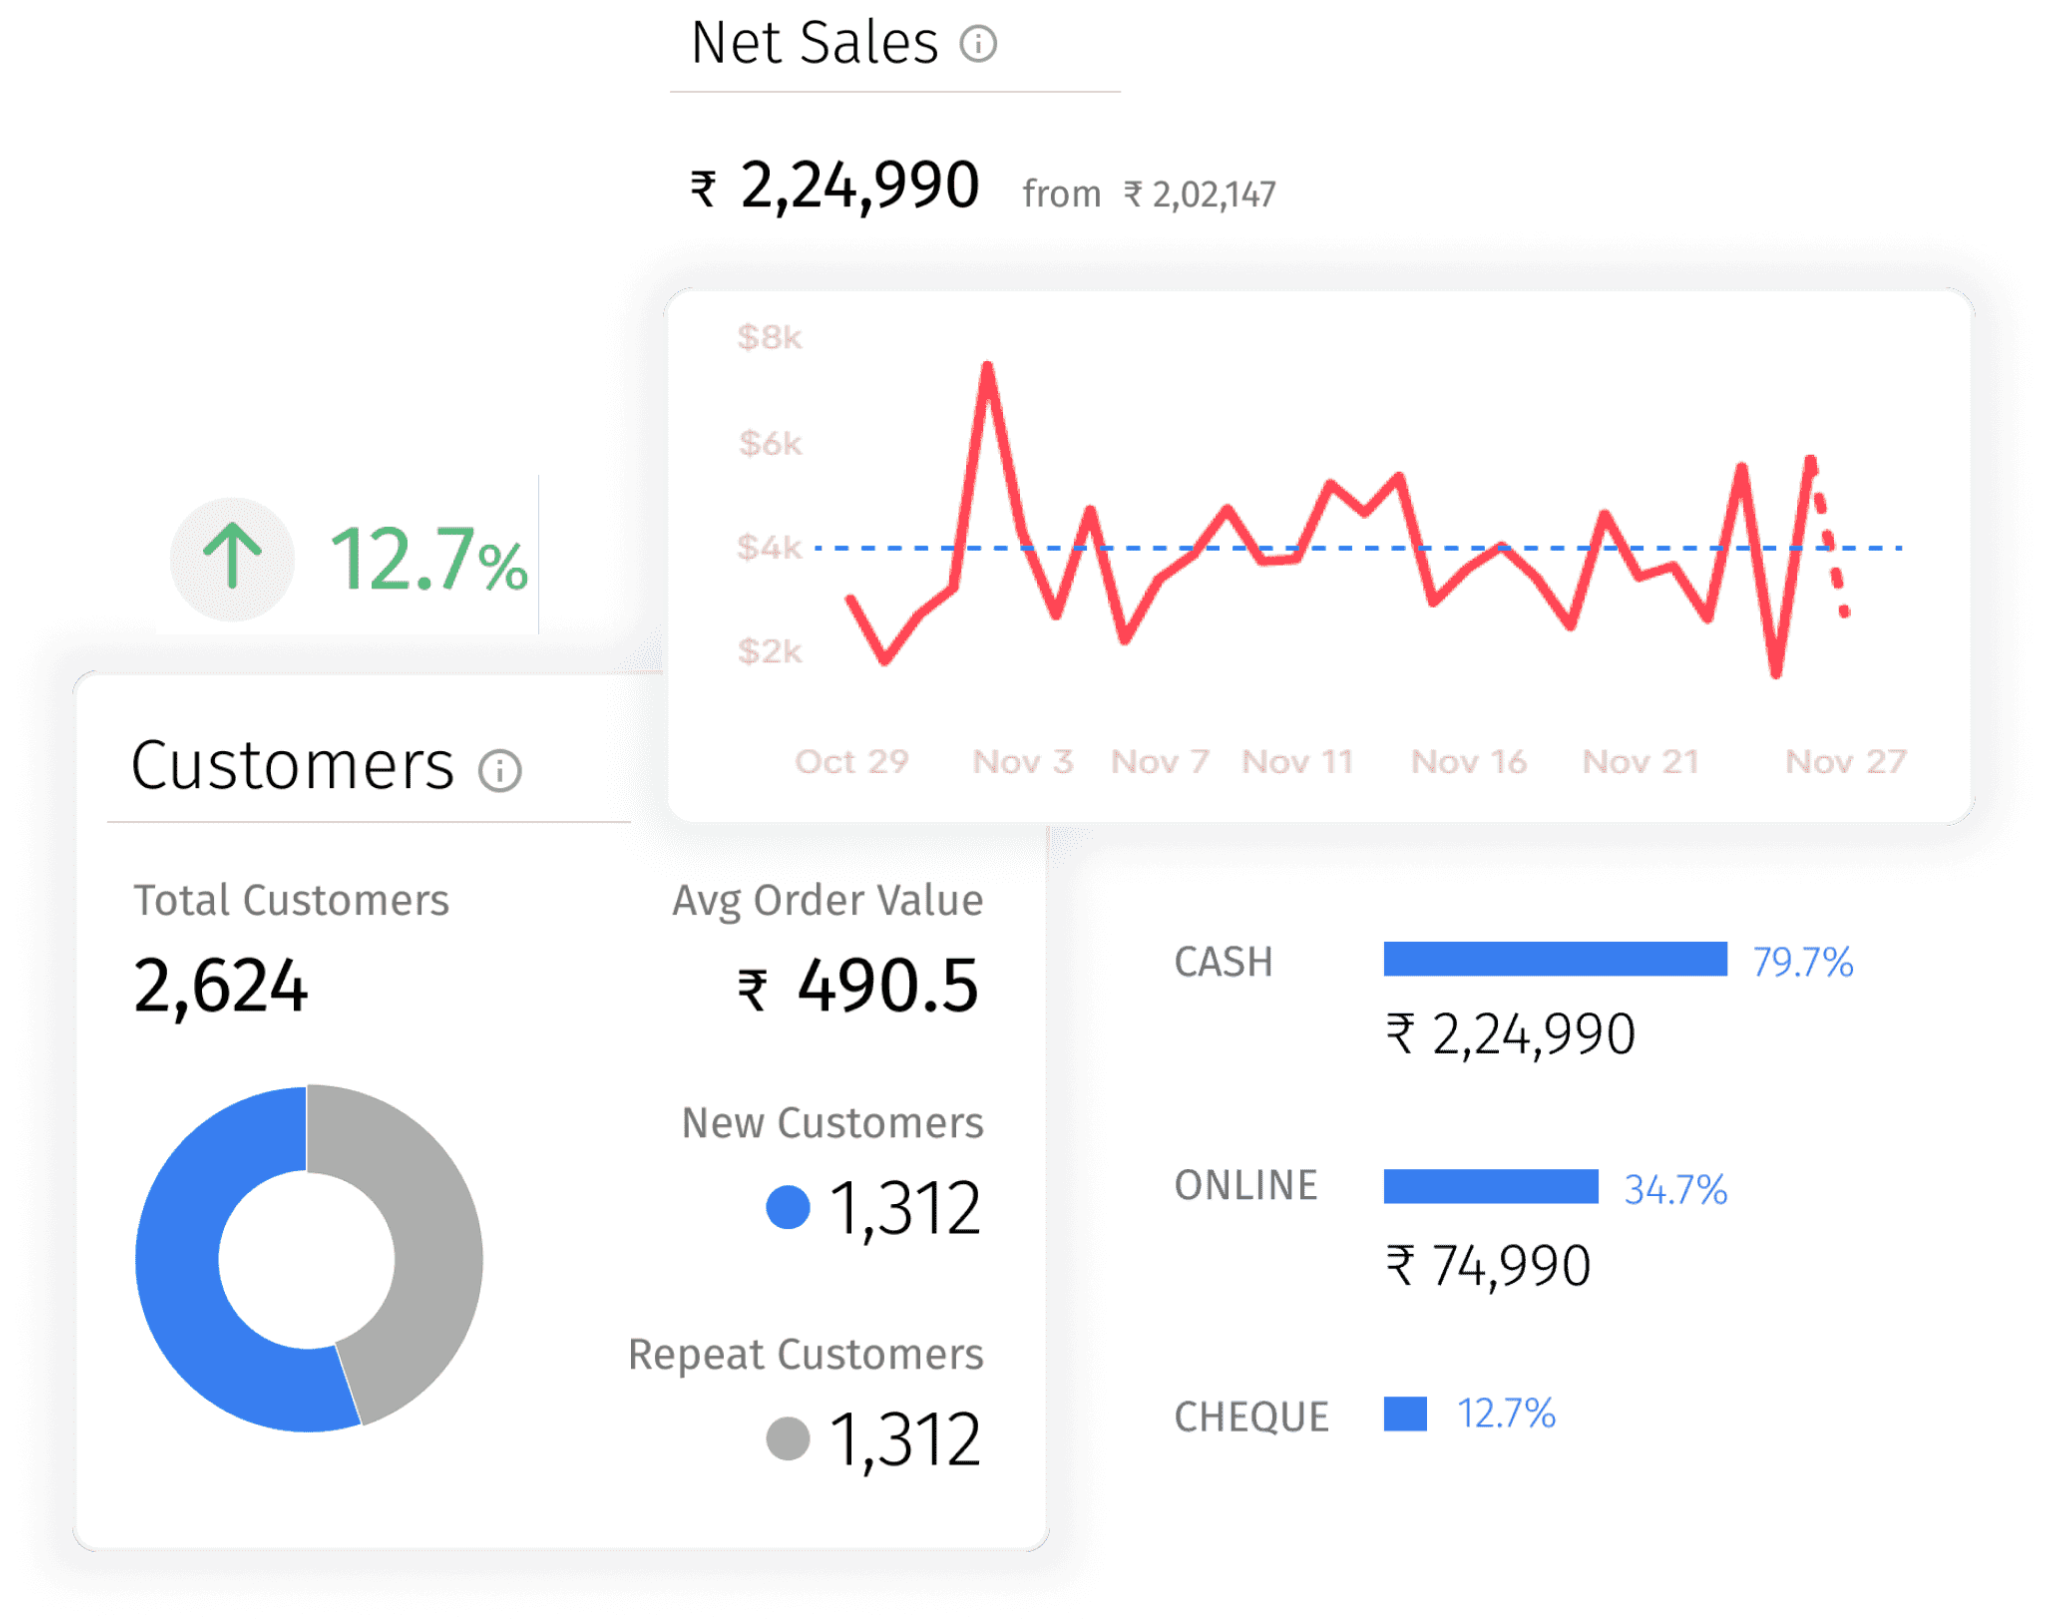 Net Sales
₹ 2,24,990 from ₹ 2,02,147
$8k
$6k
$4k
$2k
Oct 29 Nov 3 Nov 7 Nov 11 Nov 16 Nov 21 Nov 27
12.7%
Customers
Total Customers
2,624
Avg Order Value
₹ 490.5
New Customers
1,312
Repeat Customers
1,312
CASH 79.7%
₹ 2,24,990
ONLINE 34.7%
₹ 74,990
CHEQUE 12.7%